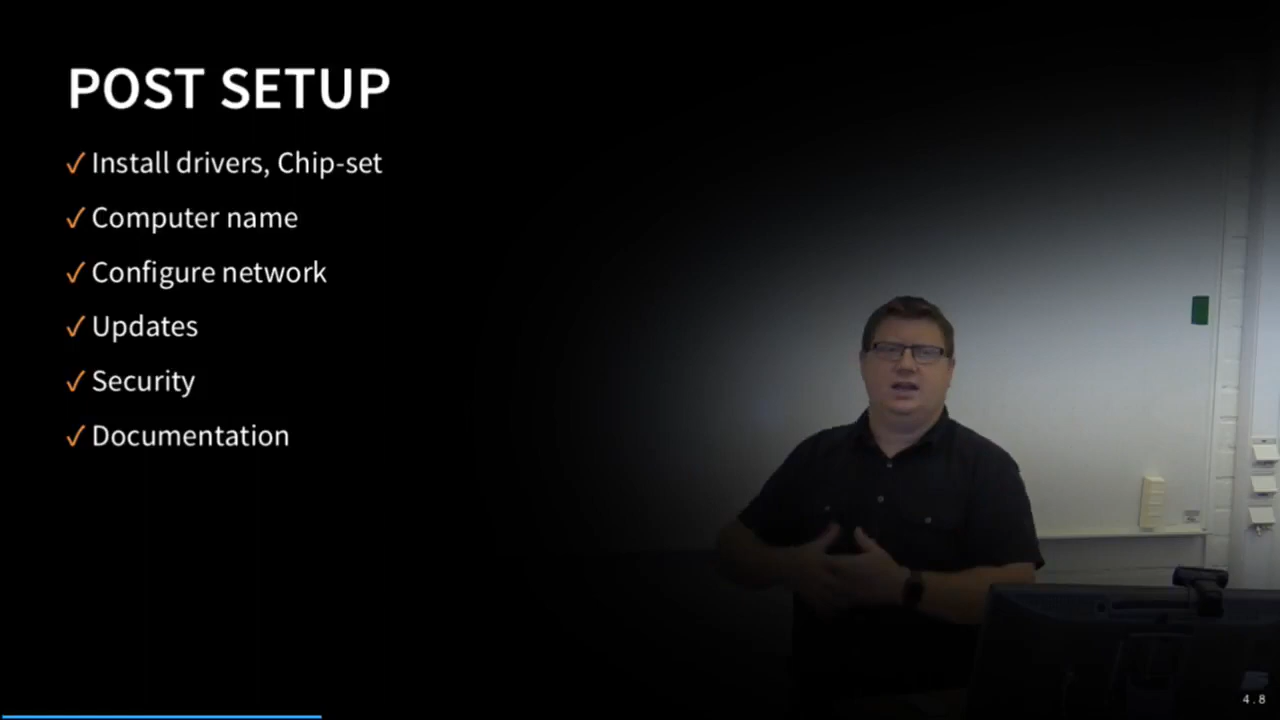 POST SETUP
✓ Install drivers, Chip-set
✓ Computer name
✓ Configure network
✓ Updates
✓ Security
✓ Documentation
4.8